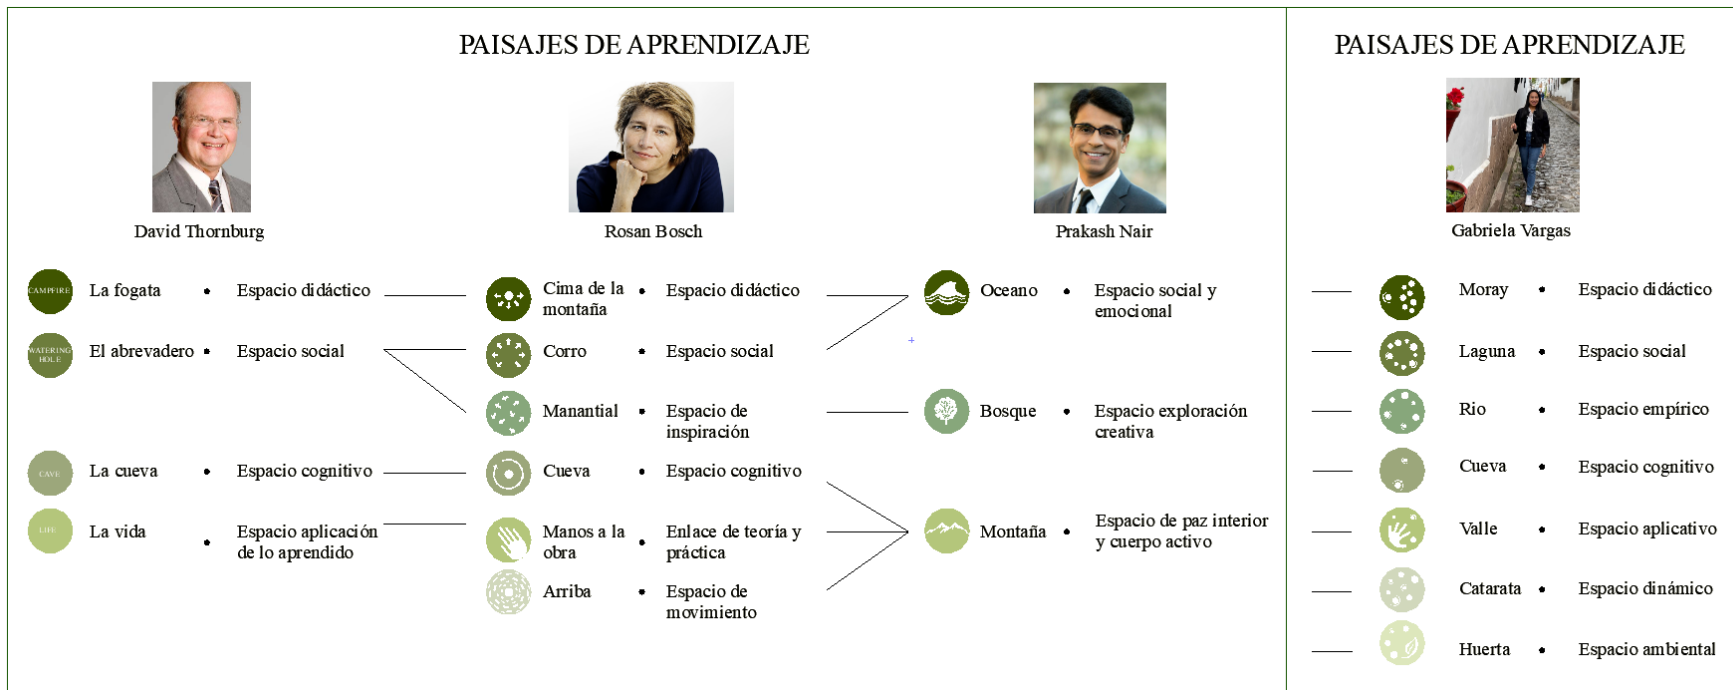 PAISAJES DE APRENDIZAJE
David Thornburg
CAMPFIRE
La fogata • Espacio didáctico
WATERING
HOLE
El abrevadero • Espacio social
CAVE
La cueva • Espacio cognitivo
LIFE
La vida • Espacio aplicación
de lo aprendido
Rosan Bosch
Cima de la
montaña
• Espacio didáctico
Corro • Espacio social
Manantial • Espacio de
inspiración
Cueva • Espacio cognitivo
Manos a la
obra
• Enlace de teoría y
práctica
Arriba • Espacio de
movimiento
Prakash Nair
Oceano • Espacio social y
emocional
Bosque • Espacio exploración
creativa
Montaña • Espacio de paz interior
y cuerpo activo
PAISAJES DE APRENDIZAJE
Gabriela Vargas
Moray • Espacio didáctico
Laguna • Espacio social
Rio • Espacio empírico
Cueva • Espacio cognitivo
Valle • Espacio aplicativo
Catarata • Espacio dinámico
Huerta • Espacio ambiental